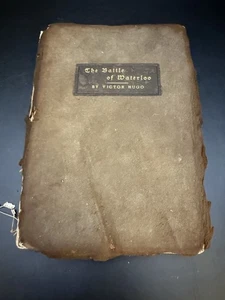 The Battle
of Waterloo
BY VICTOR HUGO